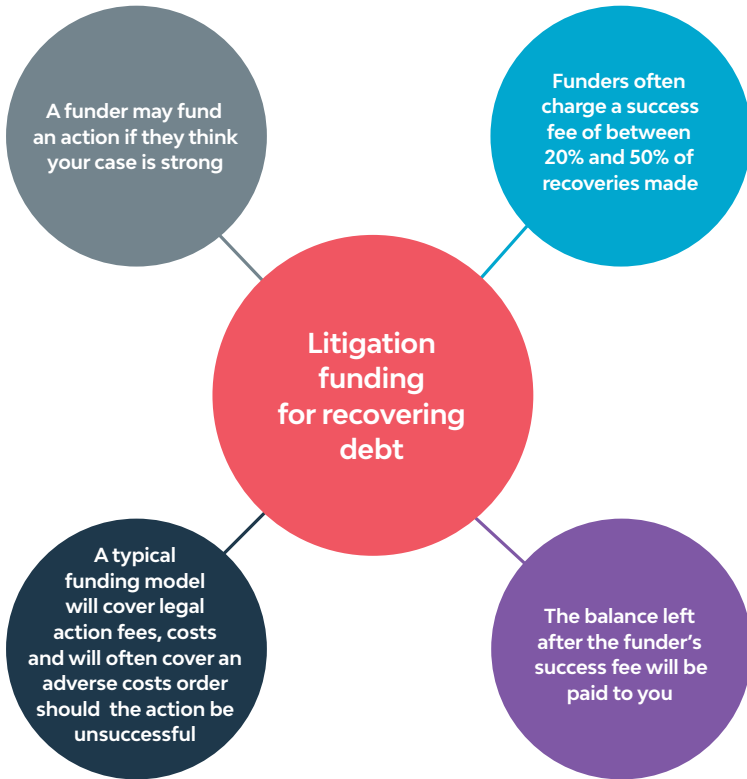 A funder may fund
an action if they think
your case is strong
Funders often
charge a success
fee of between
20% and 50% of
recoveries made
Litigation
funding
for recovering
debt
A typical
funding model
will cover legal
action fees, costs
and will often cover an
adverse costs order
should  the action be
unsuccessful
The balance left
after the funder’s
success fee will be
paid to you